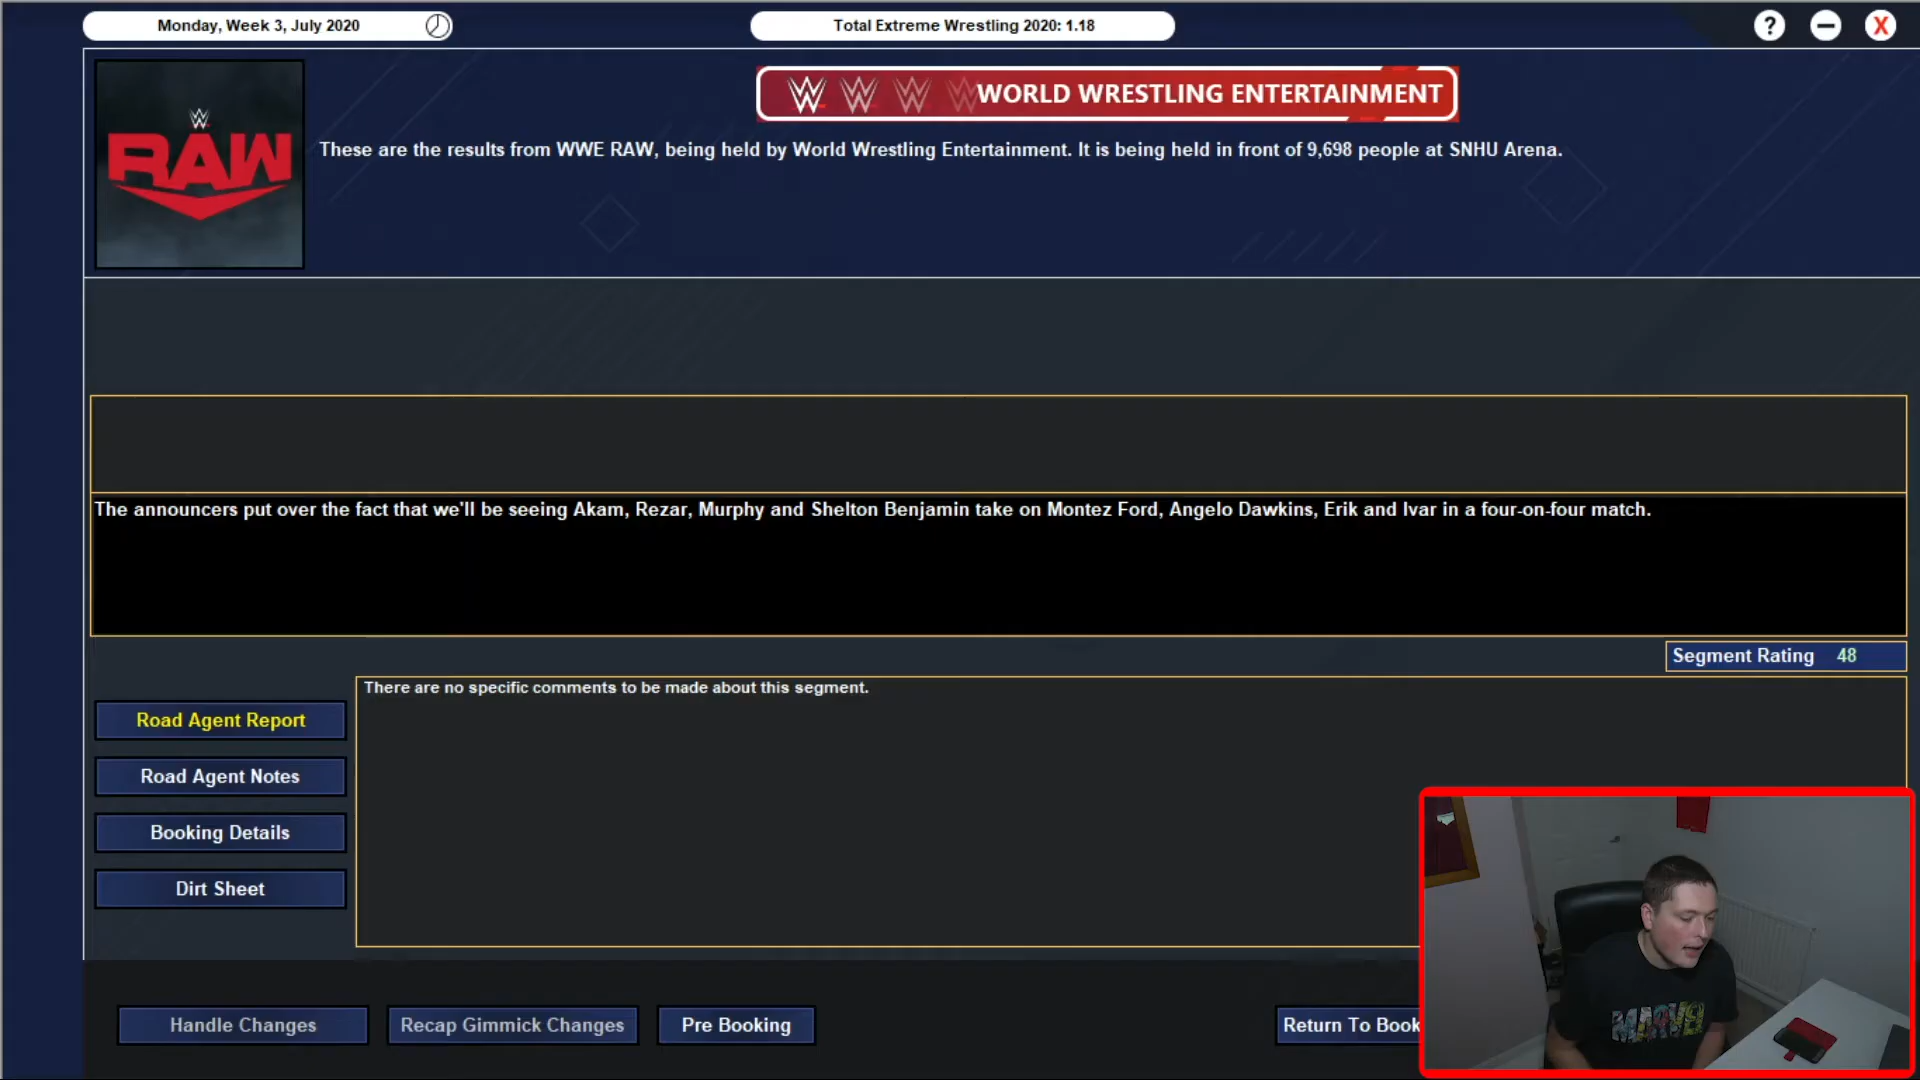 Monday, Week 3, July 2020
Total Extreme Wrestling 2020: 1.18
?
X
WORLD WRESTLING ENTERTAINMENT
RAW
These are the results from WWE RAW, being held by World Wrestling Entertainment. It is being held in front of 9,698 people at SNHU Arena.
The announcers put over the fact that we'll be seeing Akam, Rezar, Murphy and Shelton Benjamin take on Montez Ford, Angelo Dawkins, Erik and Ivar in a four-on-four match.
Segment Rating 48
There are no specific comments to be made about this segment.
Road Agent Report
Road Agent Notes
Booking Details
Dirt Sheet
Handle Changes
Recap Gimmick Changes
Pre Booking
Return To Book
MARVEL